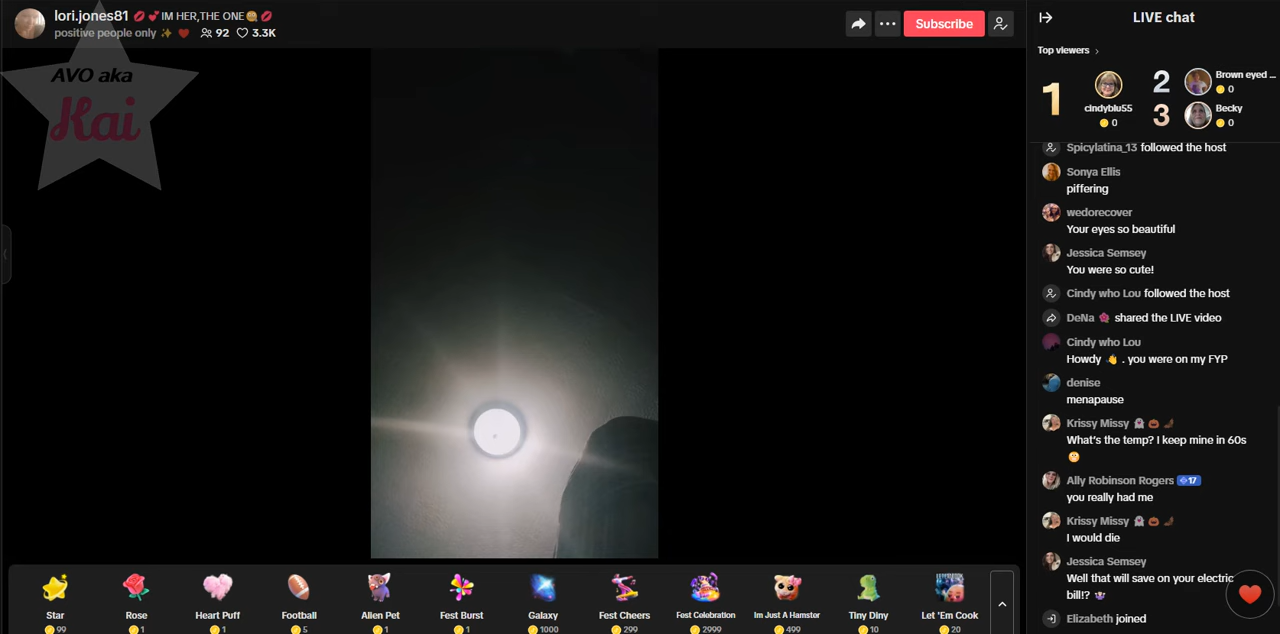 lori.jones81 💋💕IM HER,THE ONE🤗💋
positive people only ✨ ❤️ 92 3.3K
Subscribe
AVO aka
Kai
LIVE chat
Top viewers >
1
cindyblu55
0
2
Brown eyed ...
0
3
Becky
0
Spicylatina_13 followed the host
Sonya Ellis
piffering
wedorecover
Your eyes so beautiful
Jessica Semsey
You were so cute!
Cindy who Lou followed the host
DeNa 🌺 shared the LIVE video
Cindy who Lou
Howdy 👋 . you were on my FYP
denise
menapause
Krissy Missy 👻 🎃 🍂
What's the temp? I keep mine in 60s
😬
Ally Robinson Rogers 17
you really had me
Krissy Missy 👻 🎃 🍂
I would die
Jessica Semsey
Well that will save on your electric
bill!? 🤷‍♀️
Elizabeth joined
Star
99
Rose
1
Heart Puff
1
Football
5
Alien Pet
1
Fest Burst
1
Galaxy
1000
Fest Cheers
299
Fest Celebration
2999
Im Just A Hamster
499
Tiny Diny
10
Let 'Em Cook
20